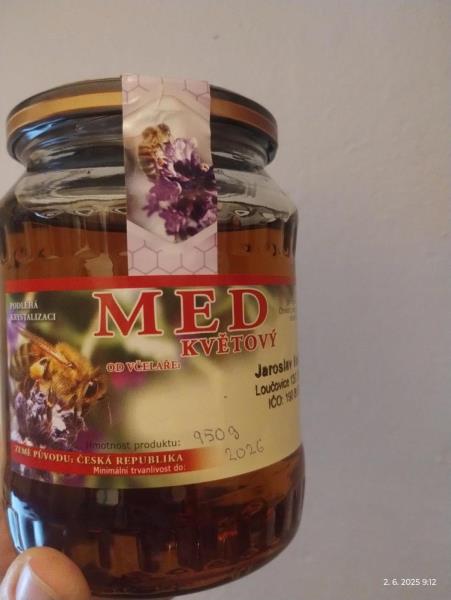 PODLÉHÁ
KRYSTALIZACI
MED
KVĚTOVÝ
OD VČELAŘE:
Jaroslav
Loučovice
IČO:
Hmotnost produktu: 950g
ZEMĚ PŮVODU: ČESKÁ REPUBLIKA
Minimální trvanlivost do: 2026
2. 6. 2025 9:12